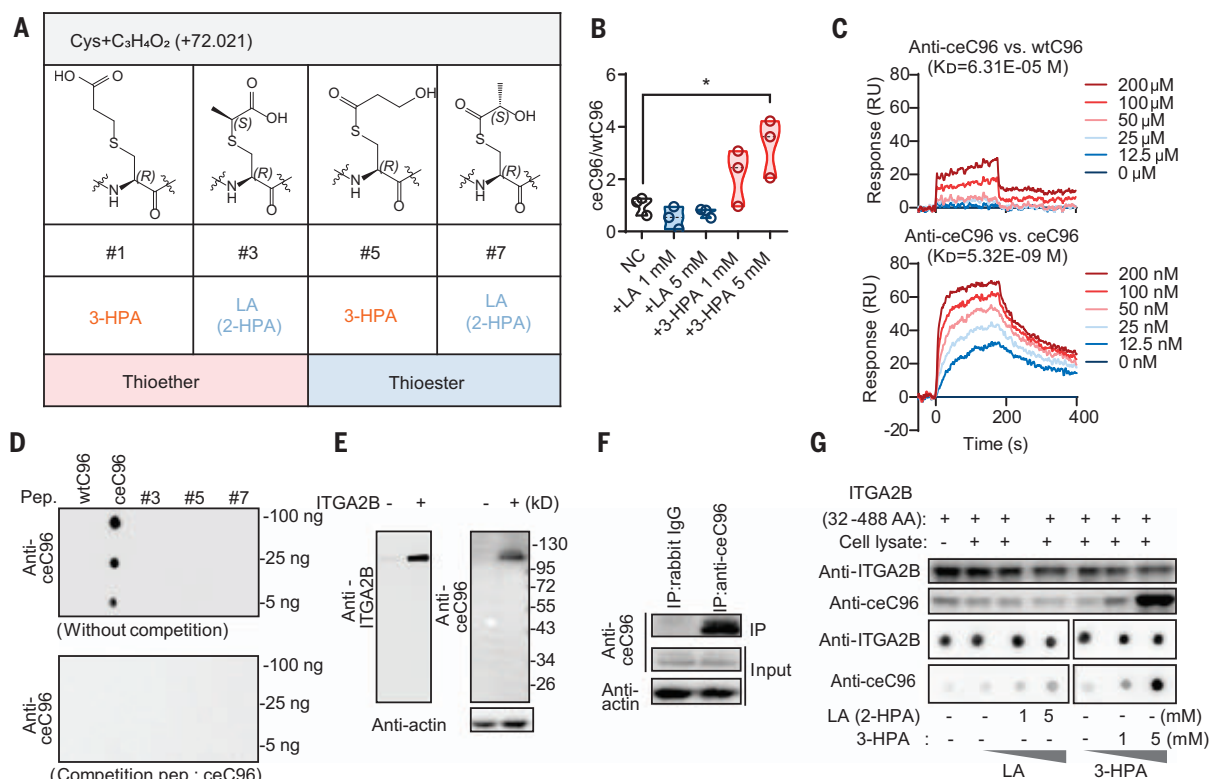 A
Cys+C₃H₄O₂ (+72.021)
HO O S (R) N H O
(S) O OH S (R) N H O
O OH S (R) N H O
O (S) OH S (R) N H O
#1 #3 #5 #7
3-HPA LA (2-HPA) 3-HPA LA (2-HPA)
Thioether Thioester
B
ceC96/wtC96
6
4
2
0
*
NC
+LA 1 mM
+LA 5 mM
+3-HPA 1 mM
+3-HPA 5 mM
C
Anti-ceC96 vs. wtC96
(KD=6.31E-05 M)
Response (RU)
80
40
0
200 µM
100 µM
50 µM
25 µM
12.5 µM
0 µM
Anti-ceC96 vs. ceC96
(KD=5.32E-09 M)
Response (RU)
80
60
40
20
0
-20
200 nM
100 nM
50 nM
25 nM
12.5 nM
0 nM
0 200 400
Time (s)
D
Pep. wtC96 ceC96 #3 #5 #7
Anti-ceC96
-100 ng
-25 ng
-5 ng
(Without competition)
Anti-ceC96
-100 ng
-25 ng
-5 ng
(Competition pep.: ceC96)
E
ITGA2B - + - + (kD)
Anti-ITGA2B
Anti-ceC96
-130
-95
-72
-55
-43
-34
-26
Anti-actin
F
IP:rabbit IgG
IP:anti-ceC96
Anti-ceC96
IP
Input
Anti-actin
G
ITGA2B
(32-488 AA): + + + + + + +
Cell lysate: - + + + + + +
Anti-ITGA2B
Anti-ceC96
Anti-ITGA2B
Anti-ceC96
LA (2-HPA) - - 1 5 - - - (mM)
3-HPA : - - - - - 1 5 (mM)
LA 3-HPA